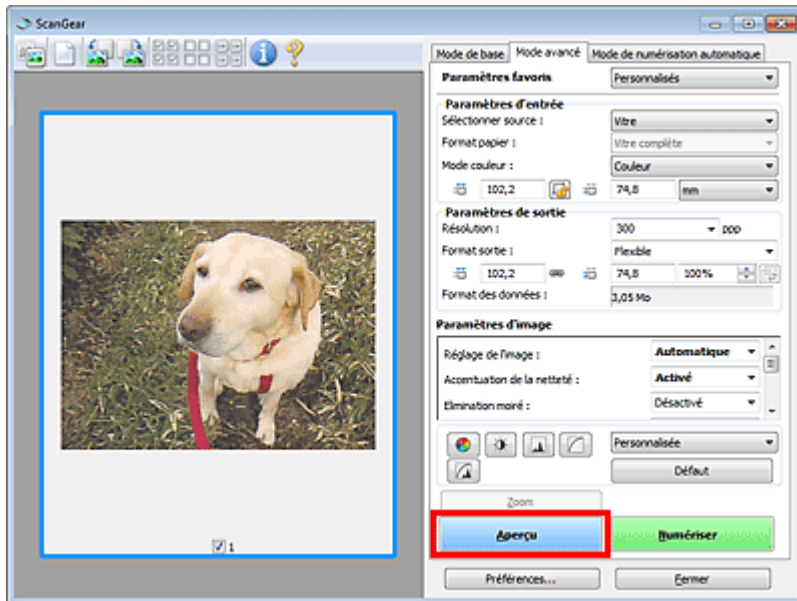 ScanGear
Mode de base Mode avancé Mode de numérisation automatique
Paramètres favoris Personnalisés
Paramètres d'entrée
Sélectionner source : Vitre
Format papier : Vitre complète
Mode couleur : Couleur
102,2 74,8 mm
Paramètres de sortie
Résolution : 300 ppp
Format sortie : Flexible
102,2 74,8 100%
Format des données : 3,05 Mo
Paramètres d'image
Réglage de l'image : Automatique
Accentuation de la netteté : Activé
Elimination moiré : Désactivé
Personnalisée
Défaut
Zoom
Aperçu Numériser
1
Préférences... Fermer